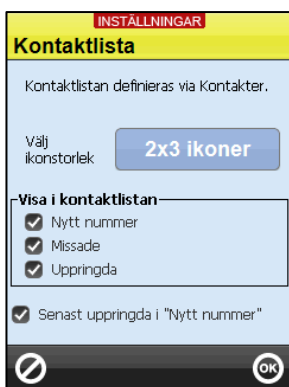 INSTÄLLNINGAR
Kontaktlista
Kontaktlistan definieras via Kontakter.
Välj
ikonstorlek
2x3 ikoner
Visa i kontaktlistan
Nytt nummer
Missade
Uppringda
Senast uppringda i "Nytt nummer"
OK